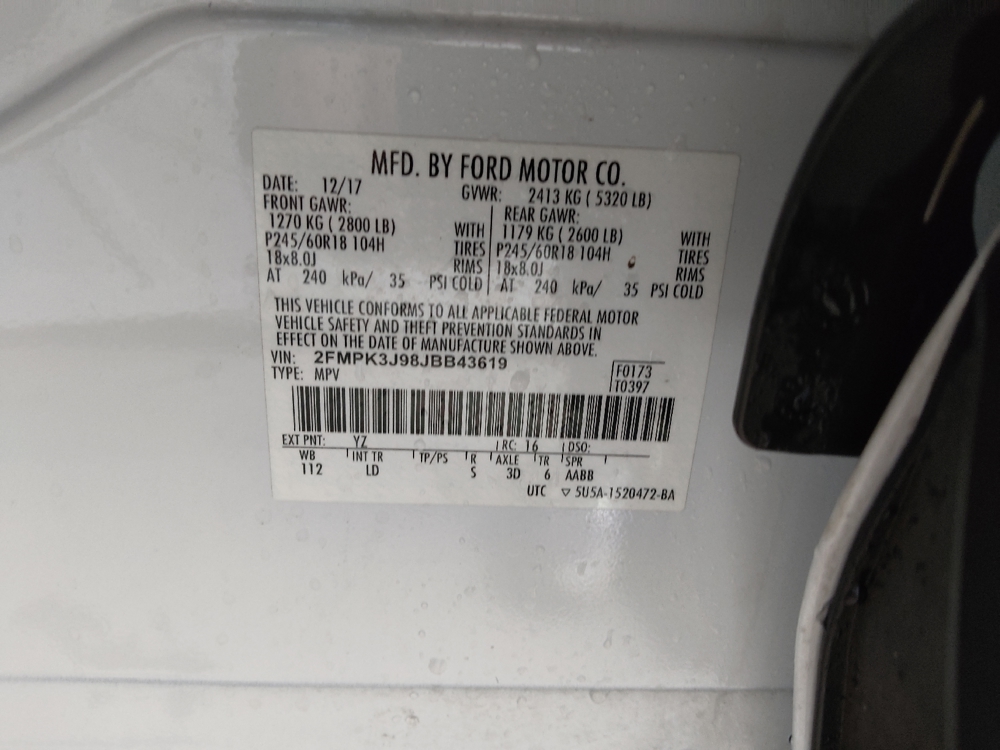 MFD. BY FORD MOTOR CO.
DATE: 12/17 GVWR: 2413 KG ( 5320 LB)
FRONT GAWR: REAR GAWR:
1270 KG ( 2800 LB) WITH 1179 KG ( 2600 LB) WITH
P245/60R18 104H TIRES P245/60R18 104H TIRES
18x8.0J RIMS 18x8.0J RIMS
AT 240 kPa/ 35 PSI COLD AT 240 kPa/ 35 PSI COLD
THIS VEHICLE CONFORMS TO ALL APPLICABLE FEDERAL MOTOR
VEHICLE SAFETY AND THEFT PREVENTION STANDARDS IN
EFFECT ON THE DATE OF MANUFACTURE SHOWN ABOVE.
VIN: 2FMPK3J98JBB43619
TYPE: MPV
F0173
T0397
EXT PNT: YZ RC: 16 DSO:
WB INT TR TP/PS R AXLE TR SPR
112 LD S 3D 6 AABB
UTC ▽ 5U5A-1520472-BA